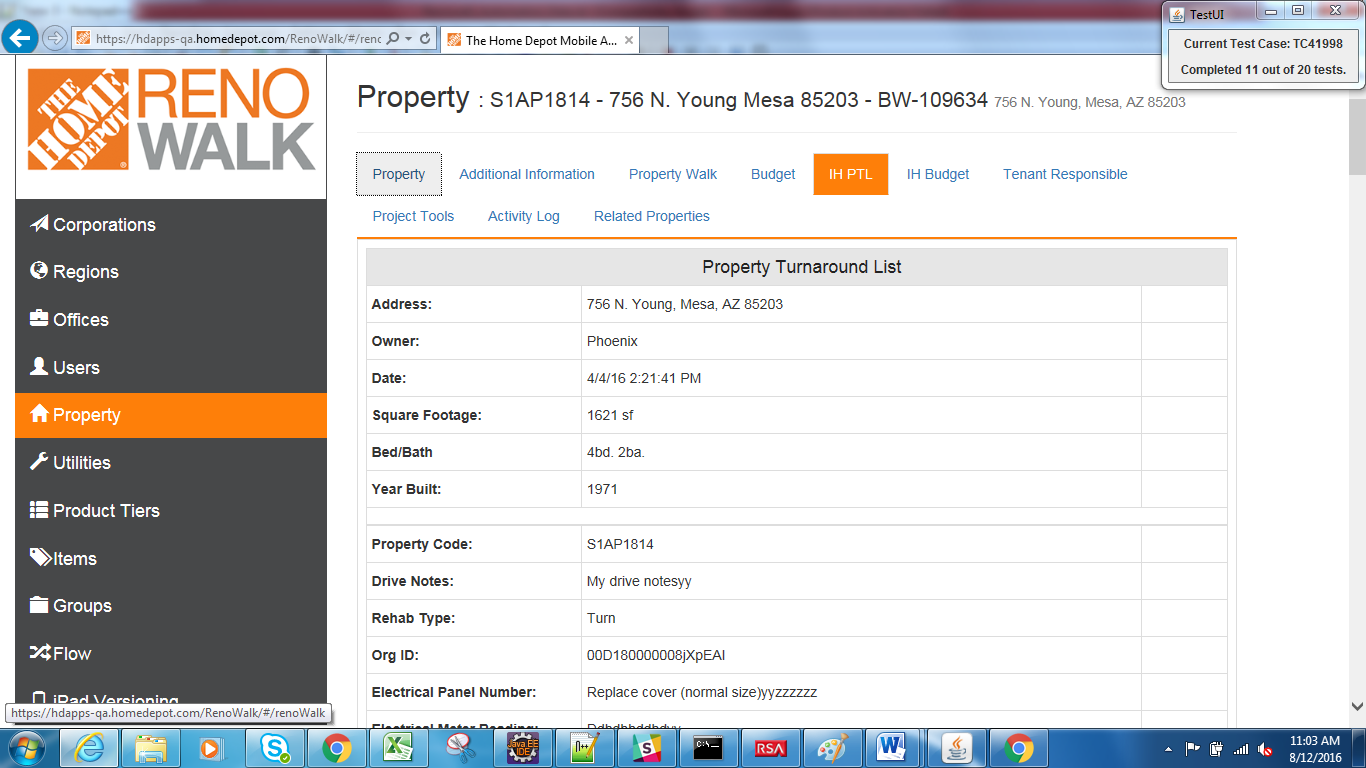 https://hdapps-qa.homedepot.com/RenoWalk/#/renc
The Home Depot Mobile A...
TestUI
Current Test Case: TC41998
Completed 11 out of 20 tests.
THE HOME DEPOT
RENO
WALK
Property : S1AP1814 - 756 N. Young Mesa 85203 - BW-109634 756 N. Young, Mesa, AZ 85203
Property Additional Information Property Walk Budget IH PTL IH Budget Tenant Responsible
Project Tools Activity Log Related Properties
Corporations
Regions
Offices
Users
Property
Utilities
Product Tiers
Items
Groups
Flow
iPad Versioning
https://hdapps-qa.homedepot.com/RenoWalk/#/renoWalk
Property Turnaround List
Address: 756 N. Young, Mesa, AZ 85203
Owner: Phoenix
Date: 4/4/16 2:21:41 PM
Square Footage: 1621 sf
Bed/Bath 4bd. 2ba.
Year Built: 1971
Property Code: S1AP1814
Drive Notes: My drive notesyy
Rehab Type: Turn
Org ID: 00D180000008jXpEAI
Electrical Panel Number: Replace cover (normal size)yyzzzzzz
Electrical Meter Reading:
Java EE
IDE
C:\_
RSA
11:03 AM
8/12/2016